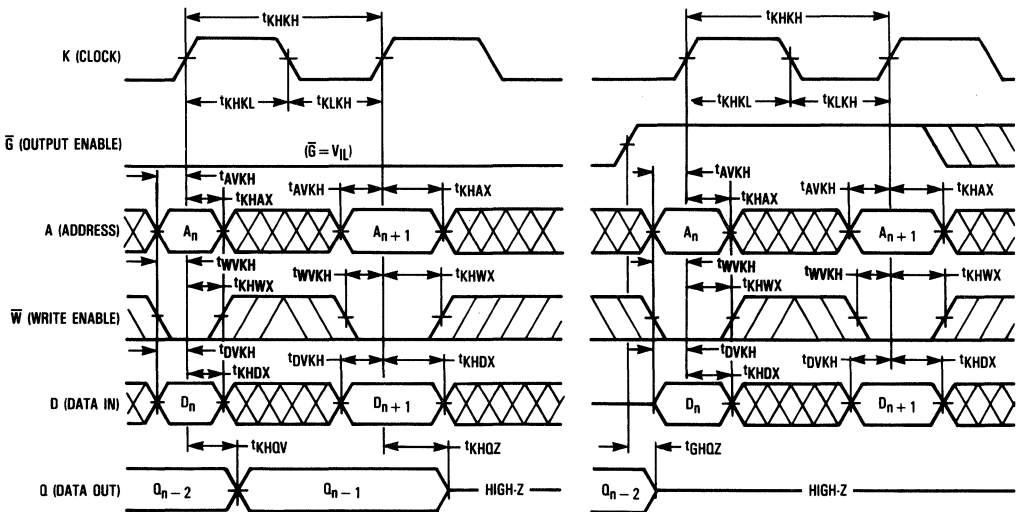 tKHKH tKHKH
K (CLOCK)
tKHKL tKLKH tKHKL tKLKH
G̅ (OUTPUT ENABLE)
(G̅ = VIL)
tAVKH tAVKH tAVKH tAVKH
tKHAX tKHAX tKHAX tKHAX
A (ADDRESS) An An + 1 An An + 1
tWVKH tWVKH tWVKH tWVKH
tKHWX tKHWX tKHWX tKHWX
W̅ (WRITE ENABLE)
tDVKH tDVKH tDVKH tDVKH
tKHDX tKHDX tKHDX tKHDX
D (DATA IN) Dn Dn + 1 Dn Dn + 1
tKHQV tKHQZ tGHQZ
Q (DATA OUT) Qn – 2 Qn – 1 HIGH-Z Qn – 2 HIGH-Z